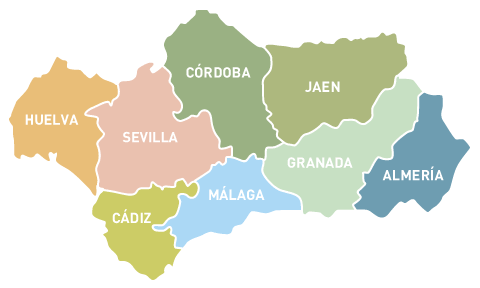 CÓRDOBA
JAEN
HUELVA
SEVILLA
GRANADA
ALMERÍA
MÁLAGA
CÁDIZ